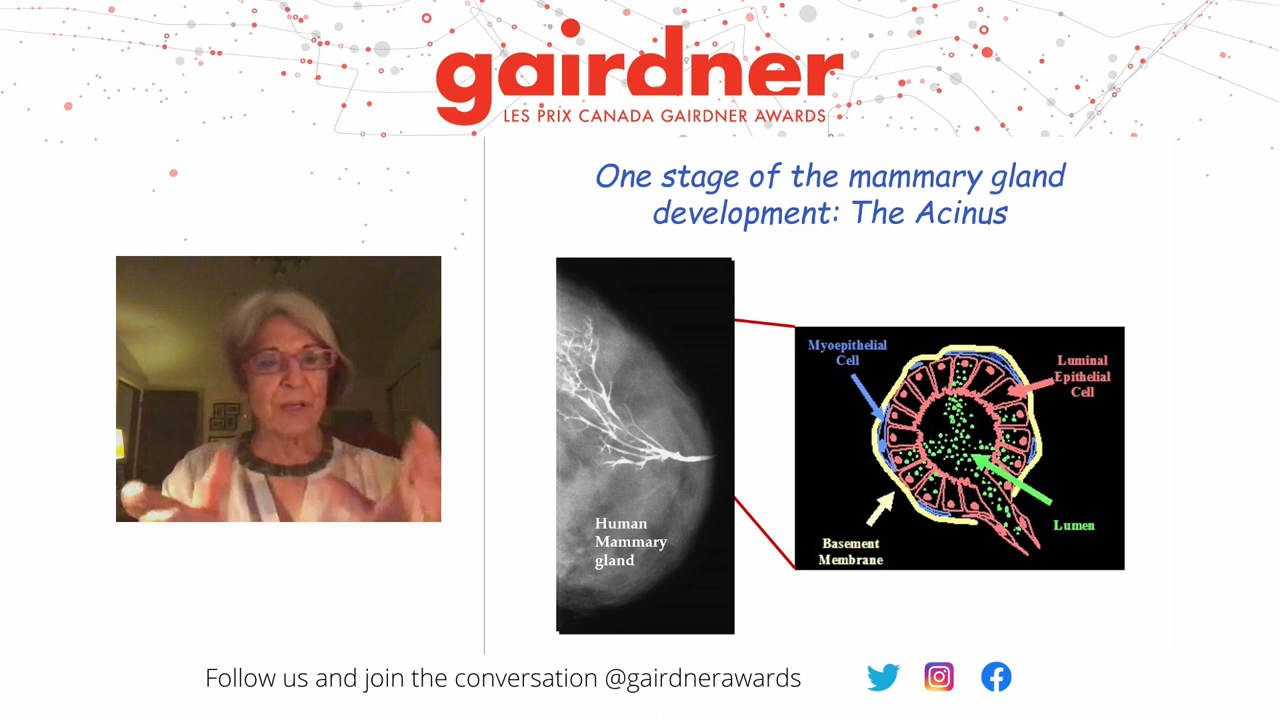 gairdner
LES PRIX CANADA GAIRDNER AWARDS
One stage of the mammary gland
development: The Acinus
Human
Mammary
gland
Myoepithelial
Cell
Luminal
Epithelial
Cell
Lumen
Basement
Membrane
Follow us and join the conversation @gairdnerawards